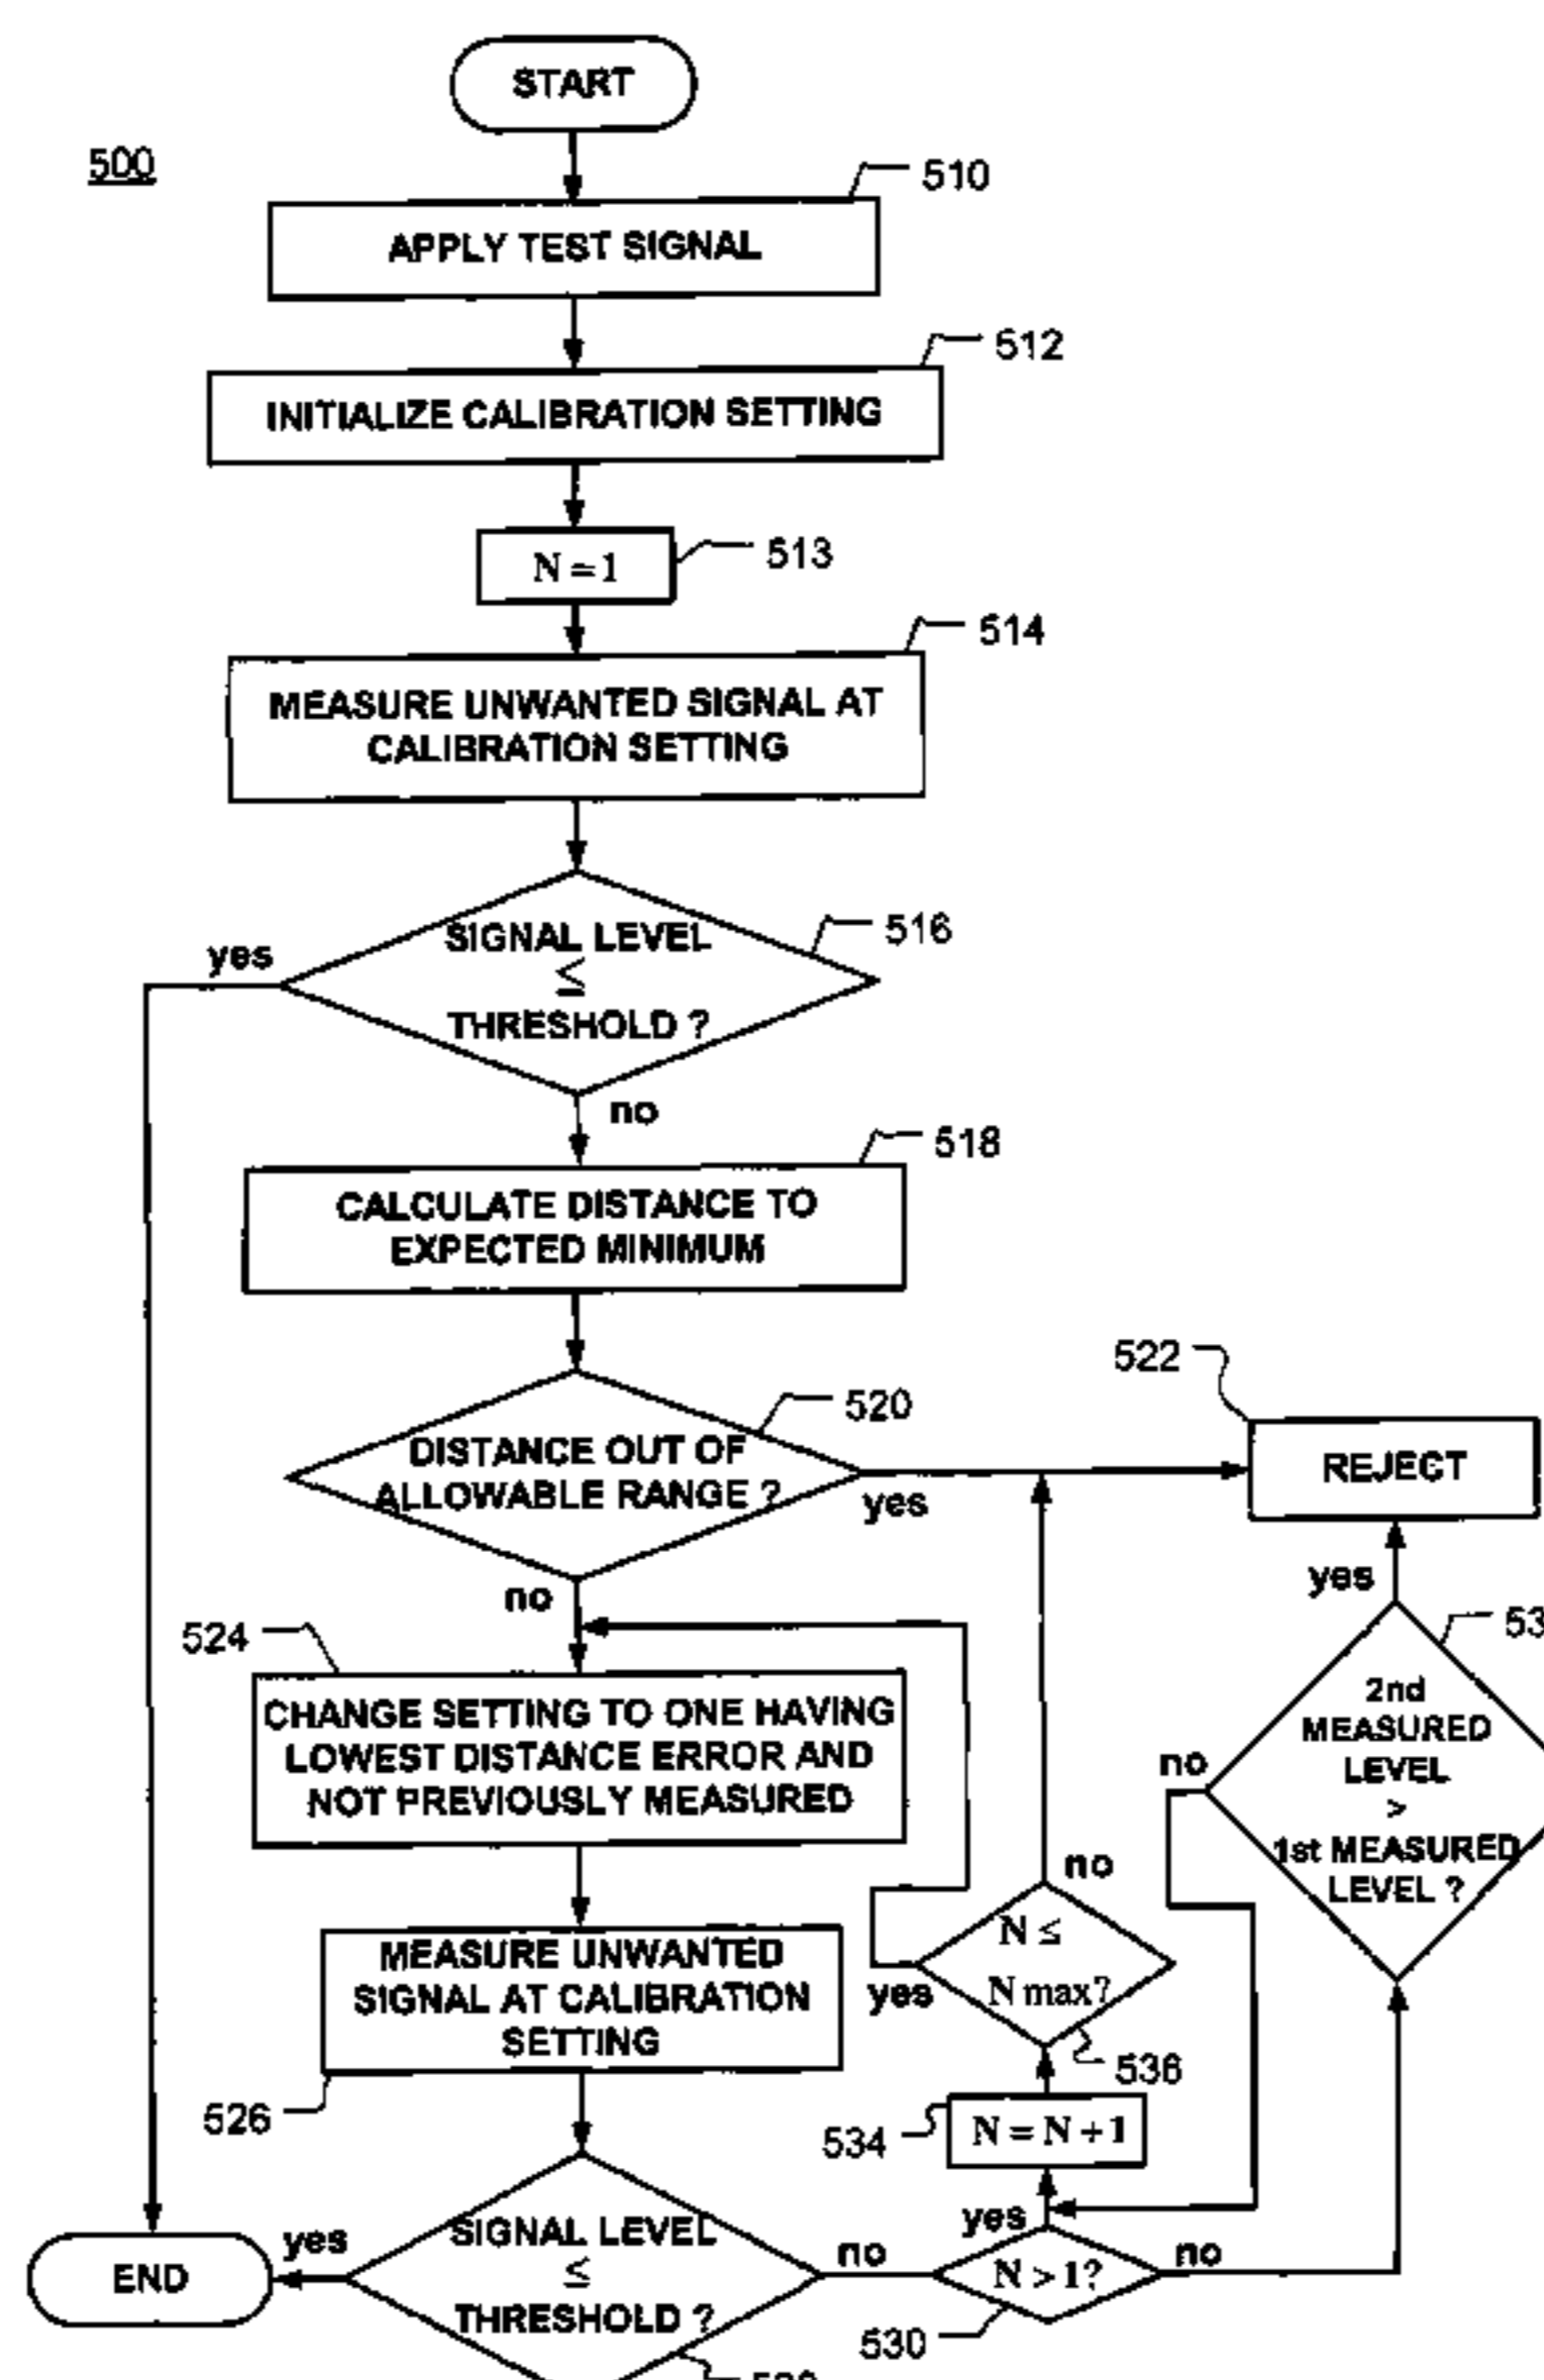 START
500
510
APPLY TEST SIGNAL
512
INITIALIZE CALIBRATION SETTING
N = 1
513
514
MEASURE UNWANTED SIGNAL AT
CALIBRATION SETTING
516
yes
SIGNAL LEVEL
≤
THRESHOLD ?
no
518
CALCULATE DISTANCE TO
EXPECTED MINIMUM
522
520
DISTANCE OUT OF
ALLOWABLE RANGE ?
yes
REJECT
no
yes
524
CHANGE SETTING TO ONE HAVING
LOWEST DISTANCE ERROR AND
NOT PREVIOUSLY MEASURED
2nd
MEASURED
LEVEL
>
1st MEASURED
LEVEL ?
no
no
N ≤
N max?
yes
MEASURE UNWANTED
SIGNAL AT CALIBRATION
SETTING
536
526
534
N = N + 1
yes
SIGNAL LEVEL
≤
THRESHOLD ?
yes
END
no
N > 1?
no
530